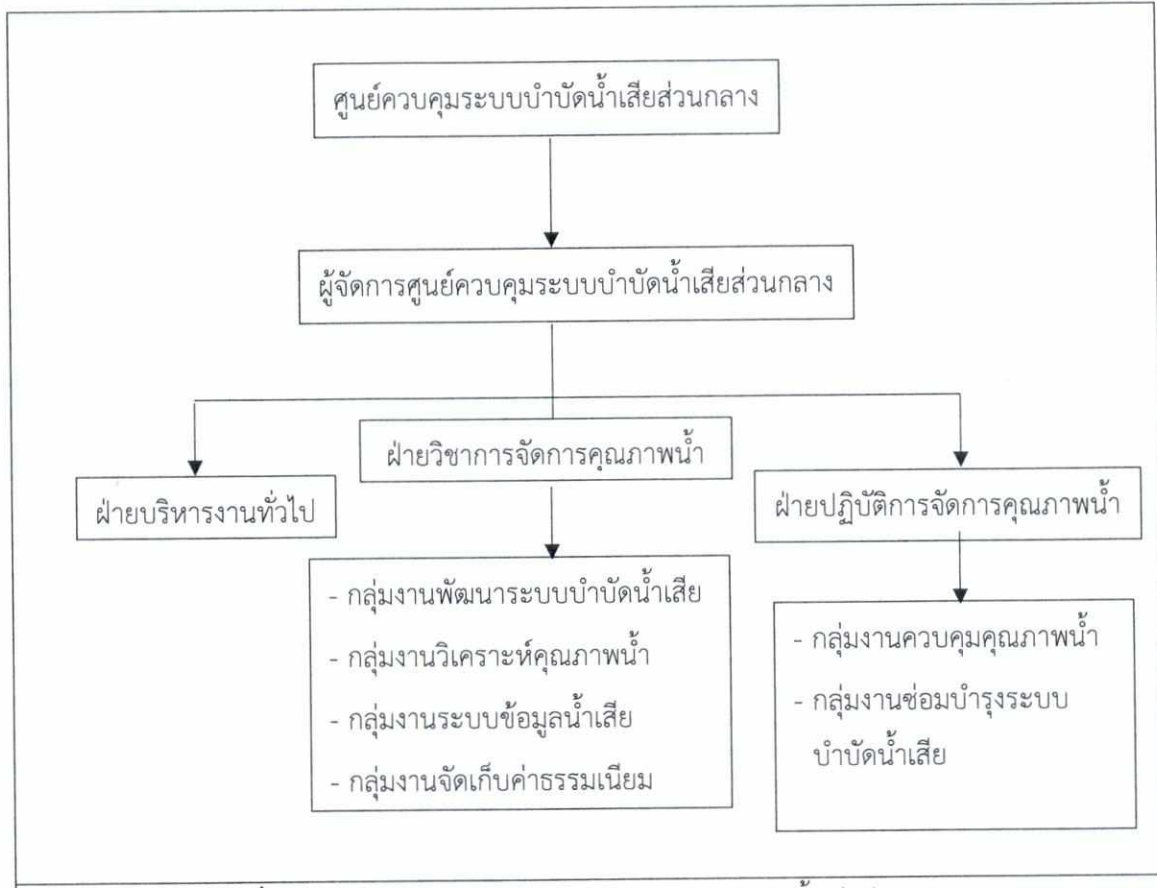 ศูนย์ควบคุมระบบบำบัดน้ำเสียส่วนกลาง
ผู้จัดการศูนย์ควบคุมระบบบำบัดน้ำเสียส่วนกลาง
ฝ่ายบริหารงานทั่วไป
ฝ่ายวิชาการจัดการคุณภาพน้ำ
- กลุ่มงานพัฒนาระบบบำบัดน้ำเสีย
- กลุ่มงานวิเคราะห์คุณภาพน้ำ
- กลุ่มงานระบบข้อมูลน้ำเสีย
- กลุ่มงานจัดเก็บค่าธรรมเนียม
ฝ่ายปฏิบัติการจัดการคุณภาพน้ำ
- กลุ่มงานควบคุมคุณภาพน้ำ
- กลุ่มงานซ่อมบำรุงระบบ
บำบัดน้ำเสีย